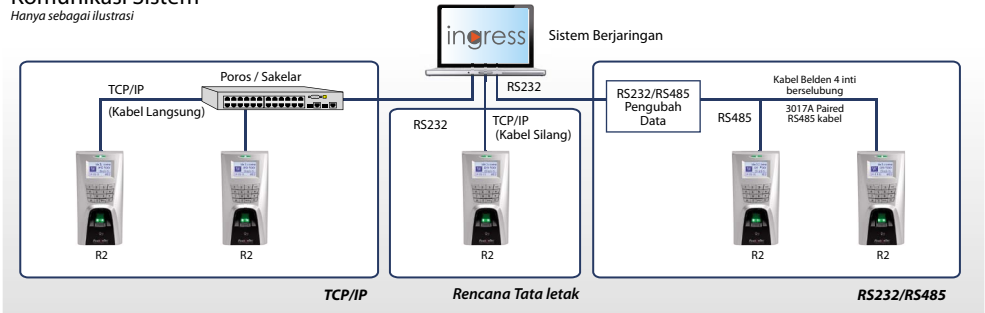 Komunikasi Sistem
Hanya sebagai ilustrasi
ingress
Sistem Berjaringan
TCP/IP
(Kabel Langsung)
Poros / Sakelar
R2
R2
TCP/IP
RS232
RS232
TCP/IP
(Kabel Silang)
R2
Rencana Tata letak
RS232/RS485
Pengubah
Data
RS485
Kabel Belden 4 inti
berselubung
3017A Paired
RS485 kabel
R2
R2
RS232/RS485